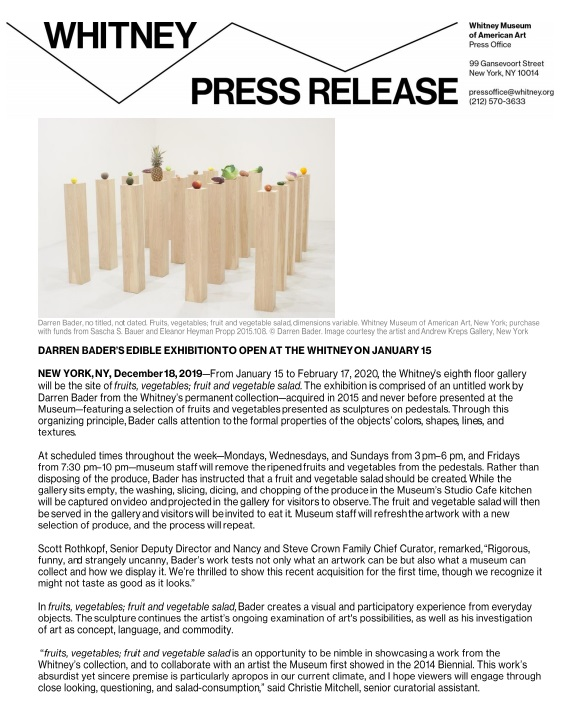 WHITNEY
PRESS RELEASE
Whitney Museum
of American Art
Press Office
99 Gansevoort Street
New York, NY 10014
pressoffice@whitney.org
(212) 570-3633
Darren Bader, no titled, not dated. Fruits, vegetables; fruit and vegetable salad, dimensions variable. Whitney Museum of American Art, New York; purchase
with funds from Sascha S. Bauer and Eleanor Heyman Propp 2015.108. © Darren Bader. Image courtesy the artist and Andrew Kreps Gallery, New York
DARREN BADER'S EDIBLE EXHIBITION TO OPEN AT THE WHITNEY ON JANUARY 15
NEW YORK, NY, December 18, 2019—From January 15 to February 17, 2020, the Whitney's eighth floor gallery
will be the site of fruits, vegetables; fruit and vegetable salad. The exhibition is comprised of an untitled work by
Darren Bader from the Whitney's permanent collection—acquired in 2015 and never before presented at the
Museum—featuring a selection of fruits and vegetables presented as sculptures on pedestals. Through this
organizing principle, Bader calls attention to the formal properties of the objects' colors, shapes, lines, and
textures.
At scheduled times throughout the week—Mondays, Wednesdays, and Sundays from 3 pm–6 pm, and Fridays
from 7:30 pm–10 pm—museum staff will remove the ripened fruits and vegetables from the pedestals. Rather than
disposing of the produce, Bader has instructed that a fruit and vegetable salad should be created. While the
gallery sits empty, the washing, slicing, dicing, and chopping of the produce in the Museum's Studio Cafe kitchen
will be captured on video and projected in the gallery for visitors to observe. The fruit and vegetable salad will then
be served in the gallery and visitors will be invited to eat it. Museum staff will refresh the artwork with a new
selection of produce, and the process will repeat.
Scott Rothkopf, Senior Deputy Director and Nancy and Steve Crown Family Chief Curator, remarked, "Rigorous,
funny, and strangely uncanny, Bader's work tests not only what an artwork can be but also what a museum can
collect and how we display it. We're thrilled to show this recent acquisition for the first time, though we recognize it
might not taste as good as it looks."
In fruits, vegetables; fruit and vegetable salad, Bader creates a visual and participatory experience from everyday
objects. The sculpture continues the artist's ongoing examination of art's possibilities, as well as his investigation
of art as concept, language, and commodity.
"fruits, vegetables; fruit and vegetable salad is an opportunity to be nimble in showcasing a work from the
Whitney's collection, and to collaborate with an artist the Museum first showed in the 2014 Biennial. This work's
absurdist yet sincere premise is particularly apropos in our current climate, and I hope viewers will engage through
close looking, questioning, and salad-consumption," said Christie Mitchell, senior curatorial assistant.